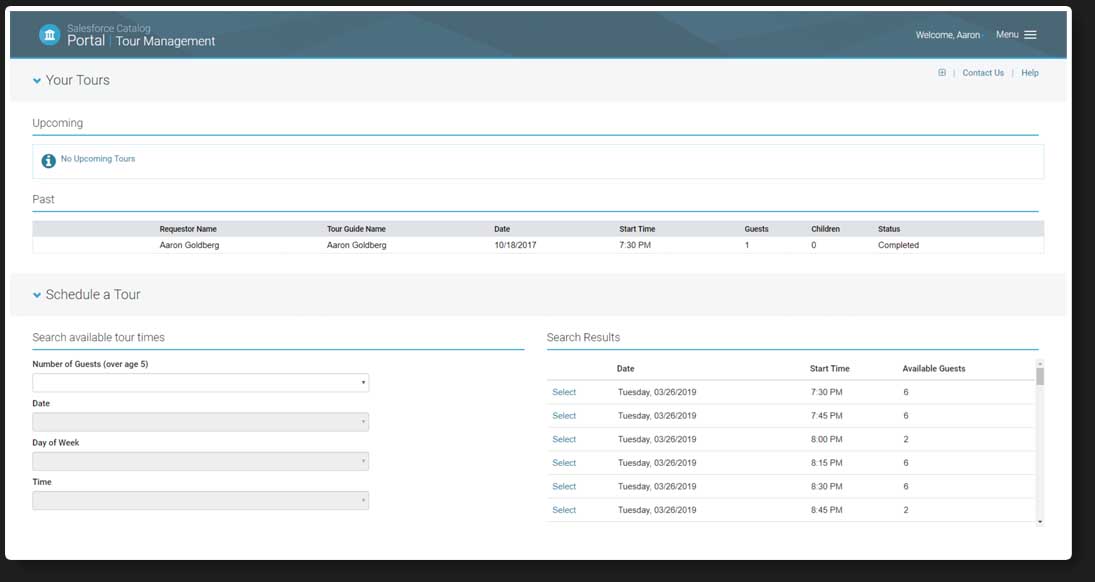 Salesforce Catalog
Portal | Tour Management
Welcome, Aaron
Menu
Your Tours
| Contact Us | Help
Upcoming
No Upcoming Tours
Past
Requestor Name Tour Guide Name Date Start Time Guests Children Status
Aaron Goldberg Aaron Goldberg 10/18/2017 7:30 PM 1 0 Completed
Schedule a Tour
Search available tour times
Number of Guests (over age 5)
Date
Day of Week
Time
Search Results
Date Start Time Available Guests
Select Tuesday, 03/26/2019 7:30 PM 6
Select Tuesday, 03/26/2019 7:45 PM 6
Select Tuesday, 03/26/2019 8:00 PM 2
Select Tuesday, 03/26/2019 8:15 PM 6
Select Tuesday, 03/26/2019 8:30 PM 6
Select Tuesday, 03/26/2019 8:45 PM 2